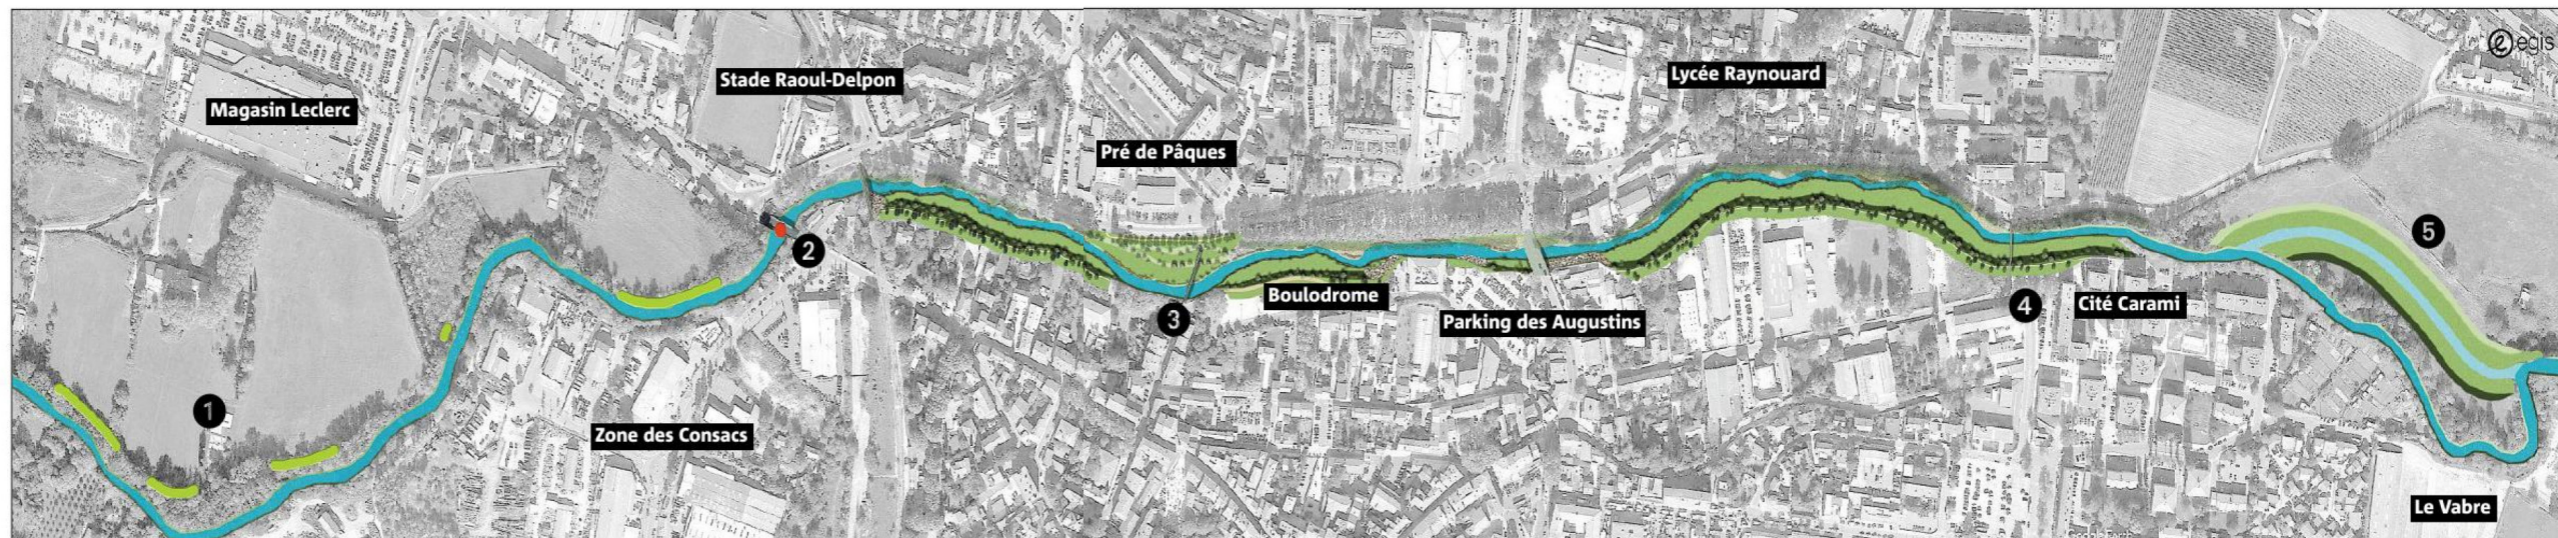 egis
Stade Raoul-Delpon
Lycée Raynouard
Magasin Leclerc
Pré de Pâques
5
2
Boulodrome
4
Cité Carami
3
Parking des Augustins
1
Zone des Consacs
Le Vabre